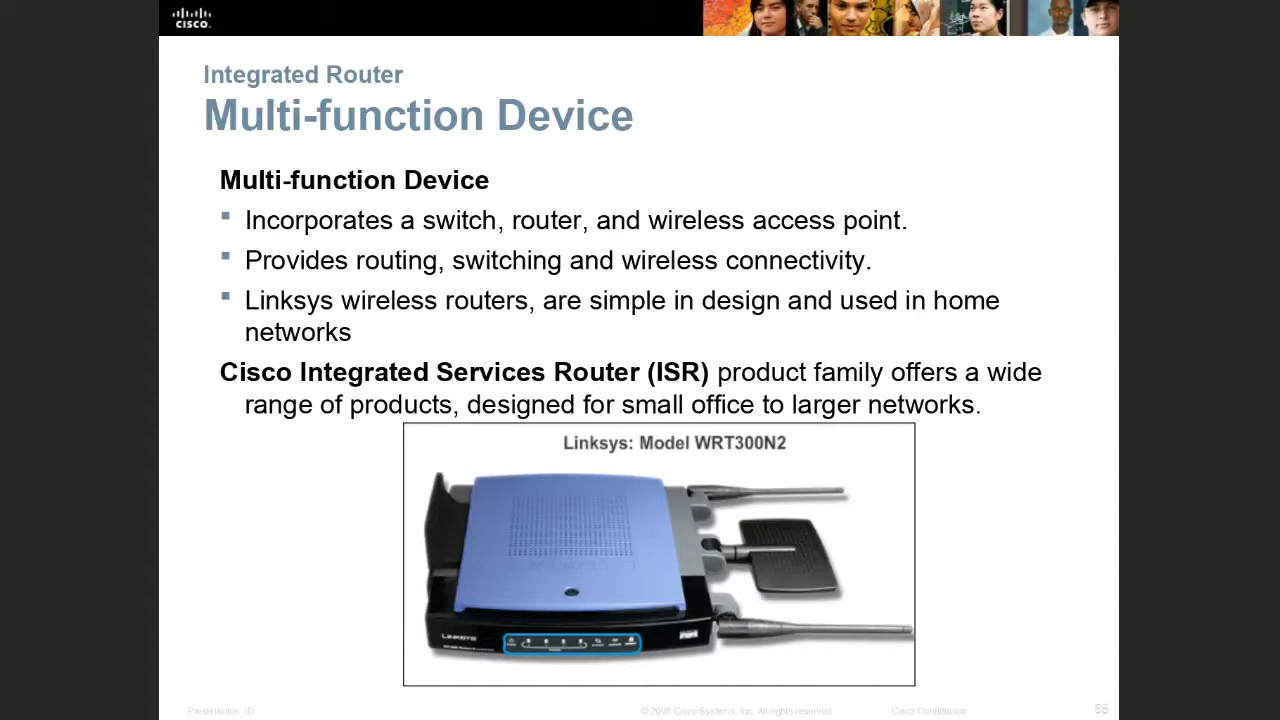 CISCO.
Integrated Router
Multi-function Device
Multi-function Device
Incorporates a switch, router, and wireless access point.
Provides routing, switching and wireless connectivity.
Linksys wireless routers, are simple in design and used in home
networks
Cisco Integrated Services Router (ISR) product family offers a wide
range of products, designed for small office to larger networks.
Linksys: Model WRT300N2
LINKSYS
Presentation_ID
© 2008 Cisco Systems, Inc. All rights reserved.
Cisco Confidential
55